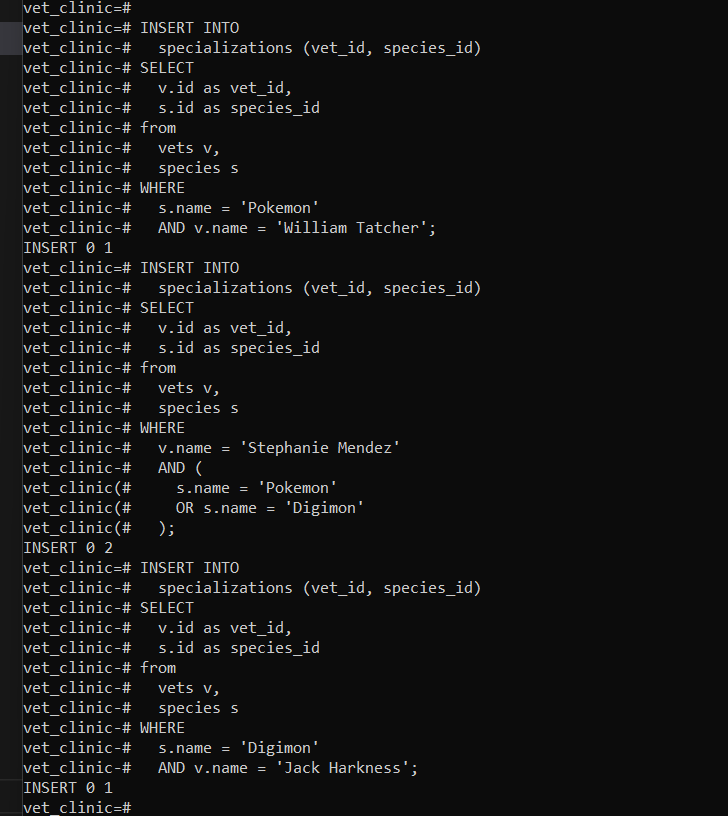 vet_clinic=#
vet_clinic=# INSERT INTO
vet_clinic-#   specializations (vet_id, species_id)
vet_clinic-# SELECT
vet_clinic-#   v.id as vet_id,
vet_clinic-#   s.id as species_id
vet_clinic-# from
vet_clinic-#   vets v,
vet_clinic-#   species s
vet_clinic-# WHERE
vet_clinic-#   s.name = 'Pokemon'
vet_clinic-#   AND v.name = 'William Tatcher';
INSERT 0 1
vet_clinic=# INSERT INTO
vet_clinic-#   specializations (vet_id, species_id)
vet_clinic-# SELECT
vet_clinic-#   v.id as vet_id,
vet_clinic-#   s.id as species_id
vet_clinic-# from
vet_clinic-#   vets v,
vet_clinic-#   species s
vet_clinic-# WHERE
vet_clinic-#   v.name = 'Stephanie Mendez'
vet_clinic-#   AND (
vet_clinic(#     s.name = 'Pokemon'
vet_clinic(#     OR s.name = 'Digimon'
vet_clinic(#   );
INSERT 0 2
vet_clinic=# INSERT INTO
vet_clinic-#   specializations (vet_id, species_id)
vet_clinic-# SELECT
vet_clinic-#   v.id as vet_id,
vet_clinic-#   s.id as species_id
vet_clinic-# from
vet_clinic-#   vets v,
vet_clinic-#   species s
vet_clinic-# WHERE
vet_clinic-#   s.name = 'Digimon'
vet_clinic-#   AND v.name = 'Jack Harkness';
INSERT 0 1
vet_clinic=#